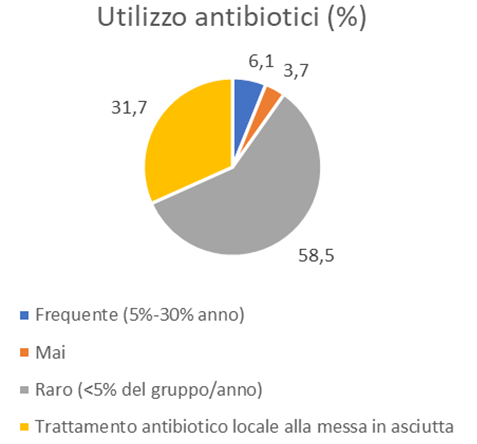 Utilizzo antibiotici (%)
6,1
3,7
31,7
58,5
Frequente (5%-30% anno)
Mai
Raro (<5% del gruppo/anno)
Trattamento antibiotico locale alla messa in asciutta